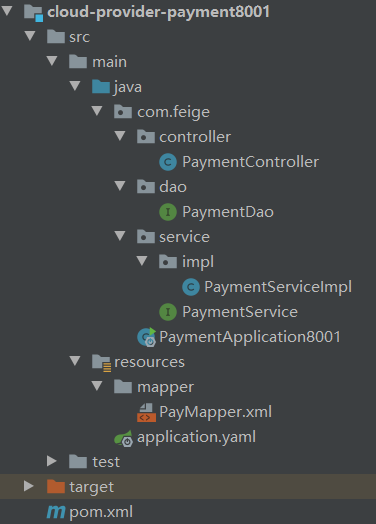 cloud-provider-payment8001
src
main
java
com.feige
controller
PaymentController
dao
PaymentDao
service
impl
PaymentServiceImpl
PaymentService
PaymentApplication8001
resources
mapper
PayMapper.xml
application.yaml
test
target
pom.xml